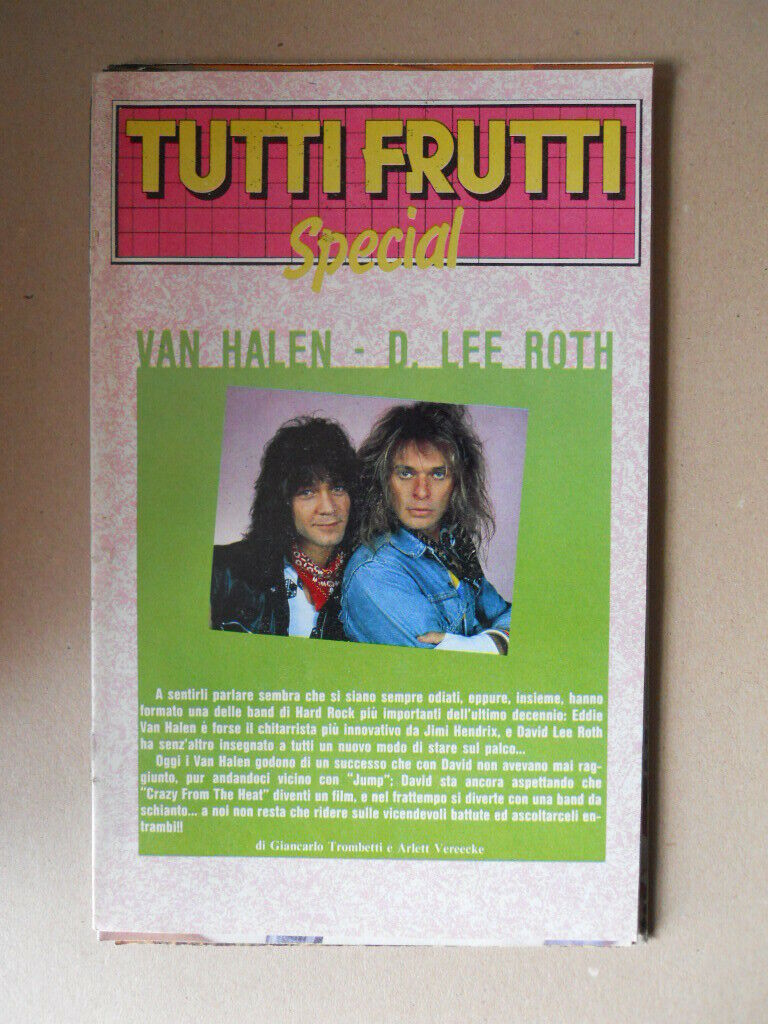 TUTTI FRUTTI
Special
VAN HALEN - D. LEE ROTH
A sentirli parlare sembra che si siano sempre odiati, eppure, insieme, hanno
formato una delle band di Hard Rock più importanti dell'ultimo decennio: Eddie
Van Halen è forse il chitarrista più innovativo da Jimi Hendrix, e David Lee Roth
ha senz'altro insegnato a tutti un nuovo modo di stare sul palco...
Oggi i Van Halen godono di un successo che con David non avevano mai rag-
giunto, pur andandoci vicino con "Jump"; David sta ancora aspettando che
"Crazy From The Heat" diventi un film, e nel frattempo si diverte con una band da
schianto... a noi non resta che ridere sulle vicendevoli battute ed ascoltarceli en-
trambi!!
di Giancarlo Trombetti e Arlett Vereecke